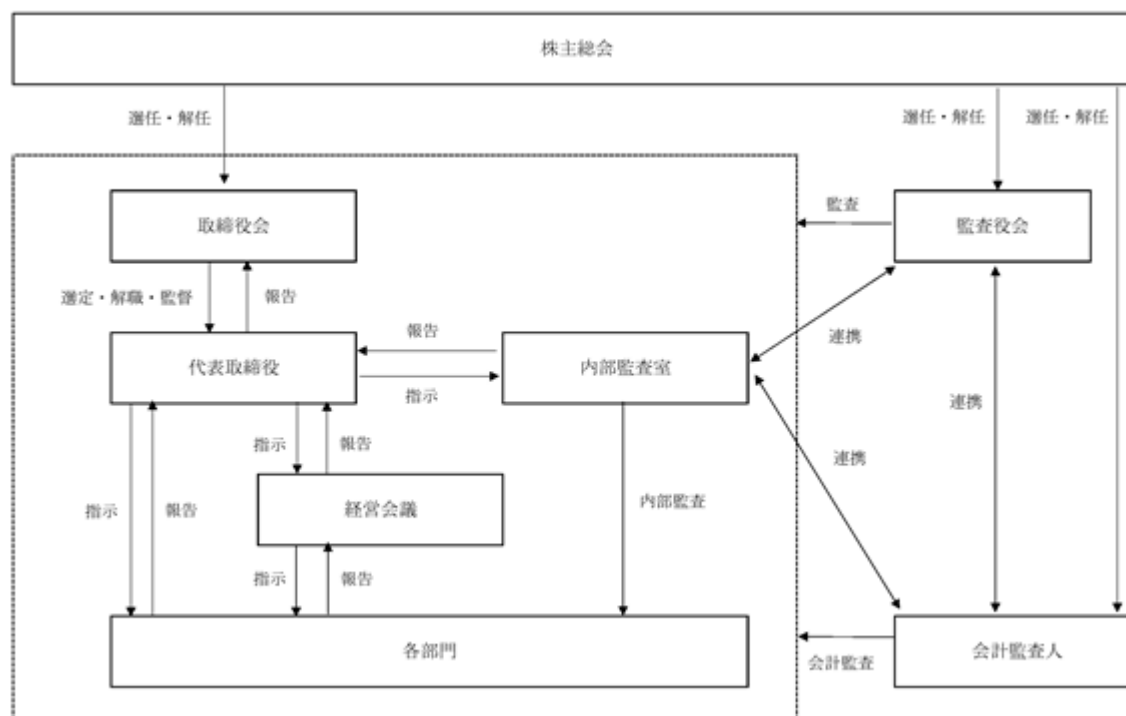 株主総会
選任・解任
選任・解任
選任・解任
取締役会
監査
監査役会
選定・解職・監督
報告
代表取締役
報告
指示
内部監査室
連携
連携
連携
指示
報告
指示
報告
経営会議
内部監査
指示
報告
各部門
会計監査
会計監査人